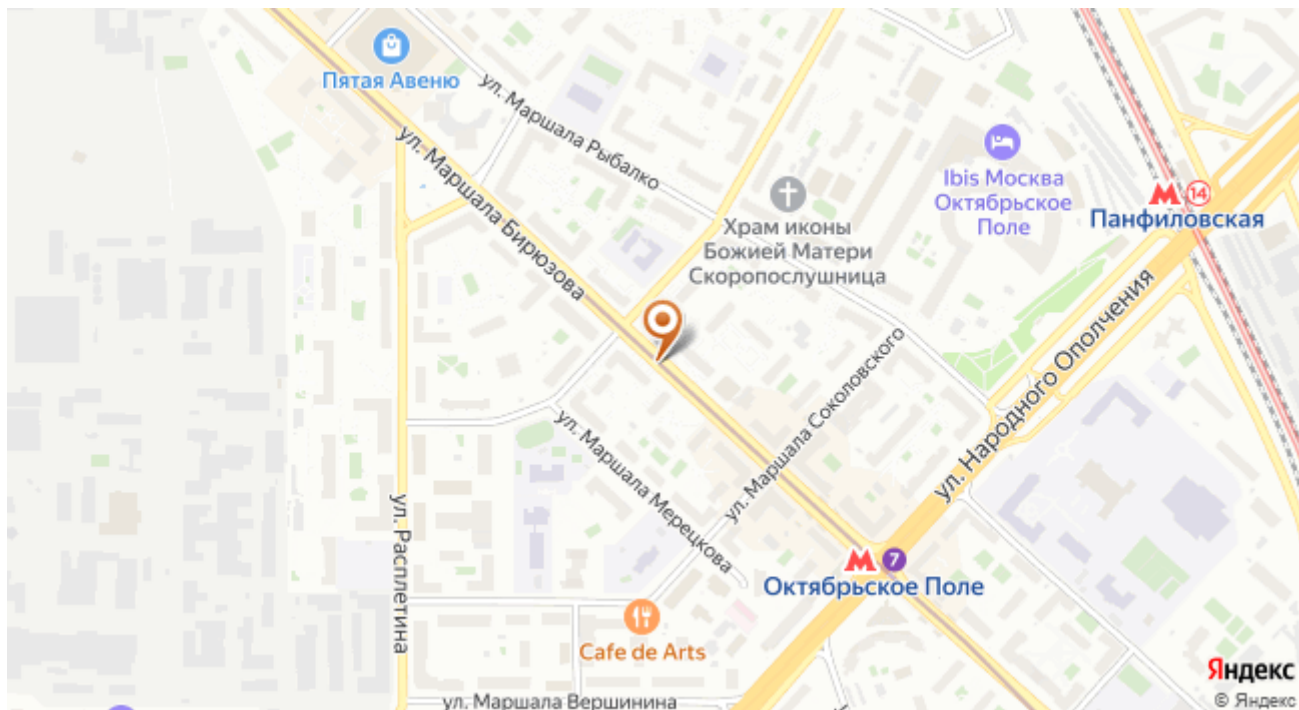 Пятая Авеню
ул. Маршала Рыбалко
ул. Маршала Бирюзова
Ibis Москва
Октябрьское
Поле
14
Панфиловская
Храм иконы
Божией Матери
Скоропослушница
ул. Народного Ополчения
ул. Маршала Соколовского
ул. Маршала Мерецкова
ул. Расплетина
М 7
Октябрьское Поле
Cafe de Arts
ул. Маршала Вершинина
Яндекс
© Яндекс